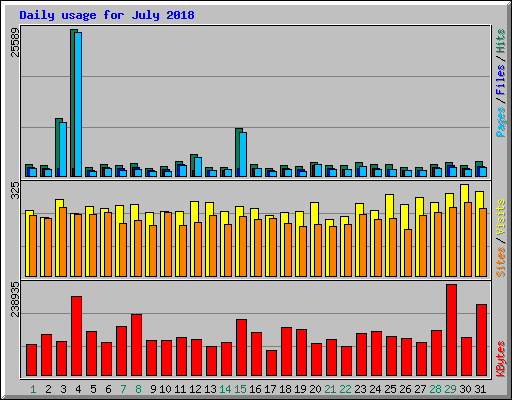 Daily usage for July 2018
25589
Pages / Files / Hits
325
Sites / Visits
238935
KBytes
1 2 3 4 5 6 7 8 9 10 11 12 13 14 15 16 17 18 19 20 21 22 23 24 25 26 27 28 29 30 31